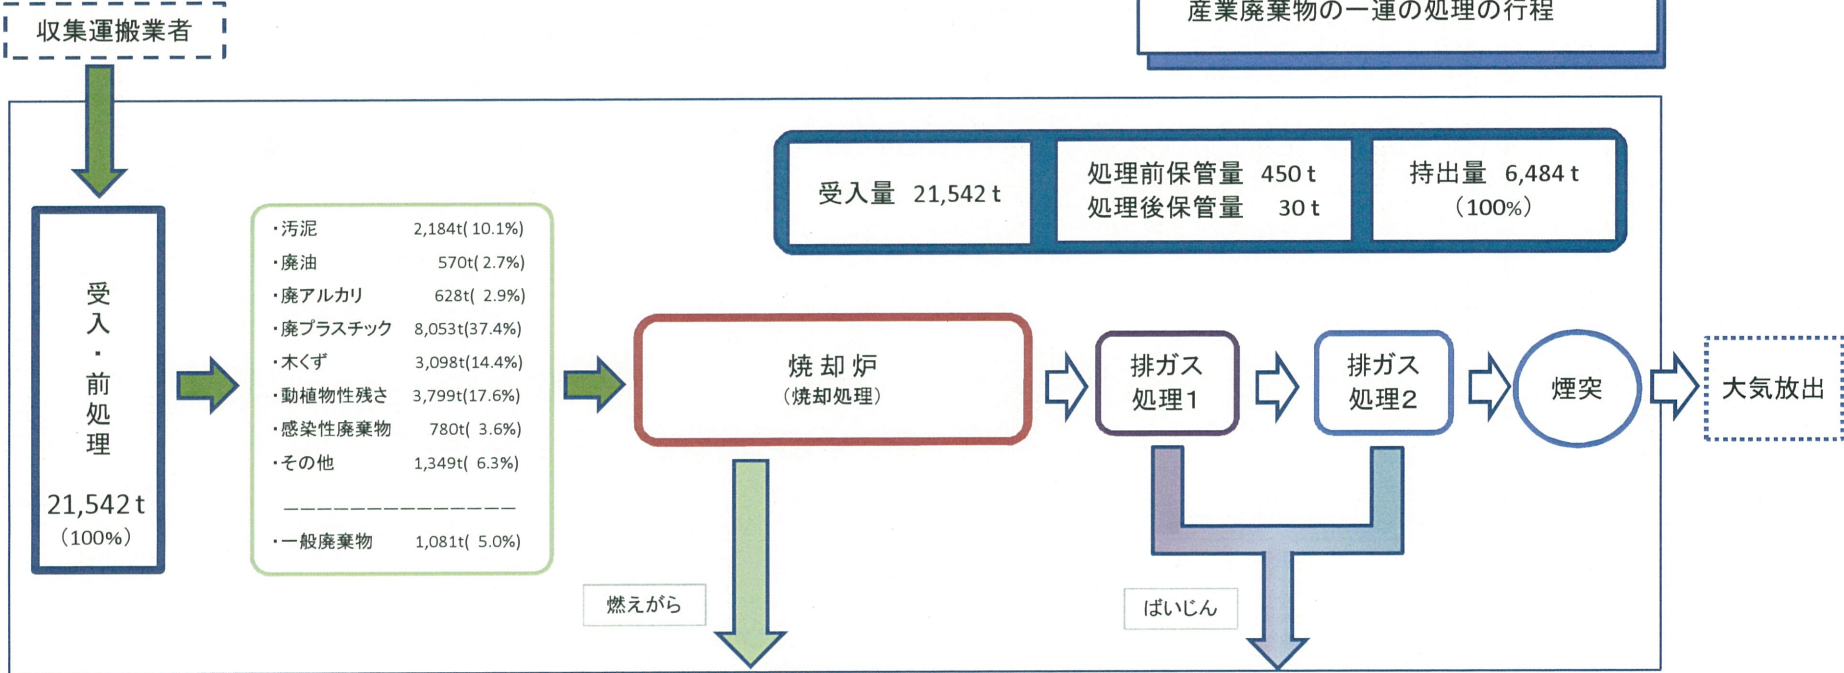 収集運搬業者
産業廃棄物の一連の処理の行程
受入量 21,542 t
処理前保管量 450 t
処理後保管量 30 t
持出量 6,484 t
（100%）
受入・前処理
21,542 t
（100%）
・汚泥 2,184t( 10.1%)
・廃油 570t( 2.7%)
・廃アルカリ 628t( 2.9%)
・廃プラスチック 8,053t(37.4%)
・木くず 3,098t(14.4%)
・動植物性残さ 3,799t(17.6%)
・感染性廃棄物 780t( 3.6%)
・その他 1,349t( 6.3%)
－－－－－－－－－－－－－－
・一般廃棄物 1,081t( 5.0%)
焼却炉
（焼却処理）
排ガス
処理1
排ガス
処理2
煙突
大気放出
燃えがら
ばいじん